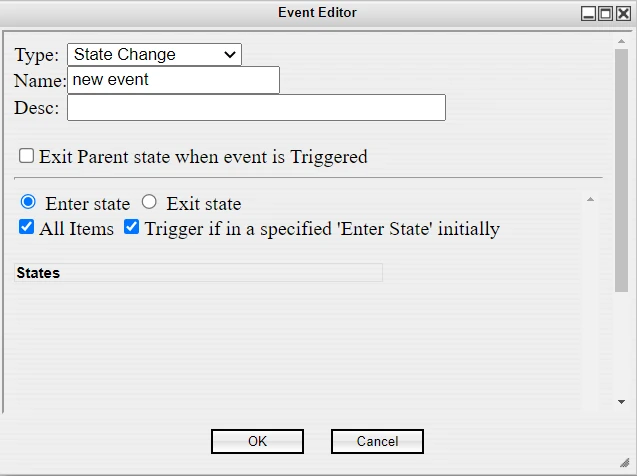 Event Editor
Type: State Change
Name: new event
Desc:
Exit Parent state when event is Triggered
Enter state Exit state
All Items Trigger if in a specified 'Enter State' initially
States
OK Cancel